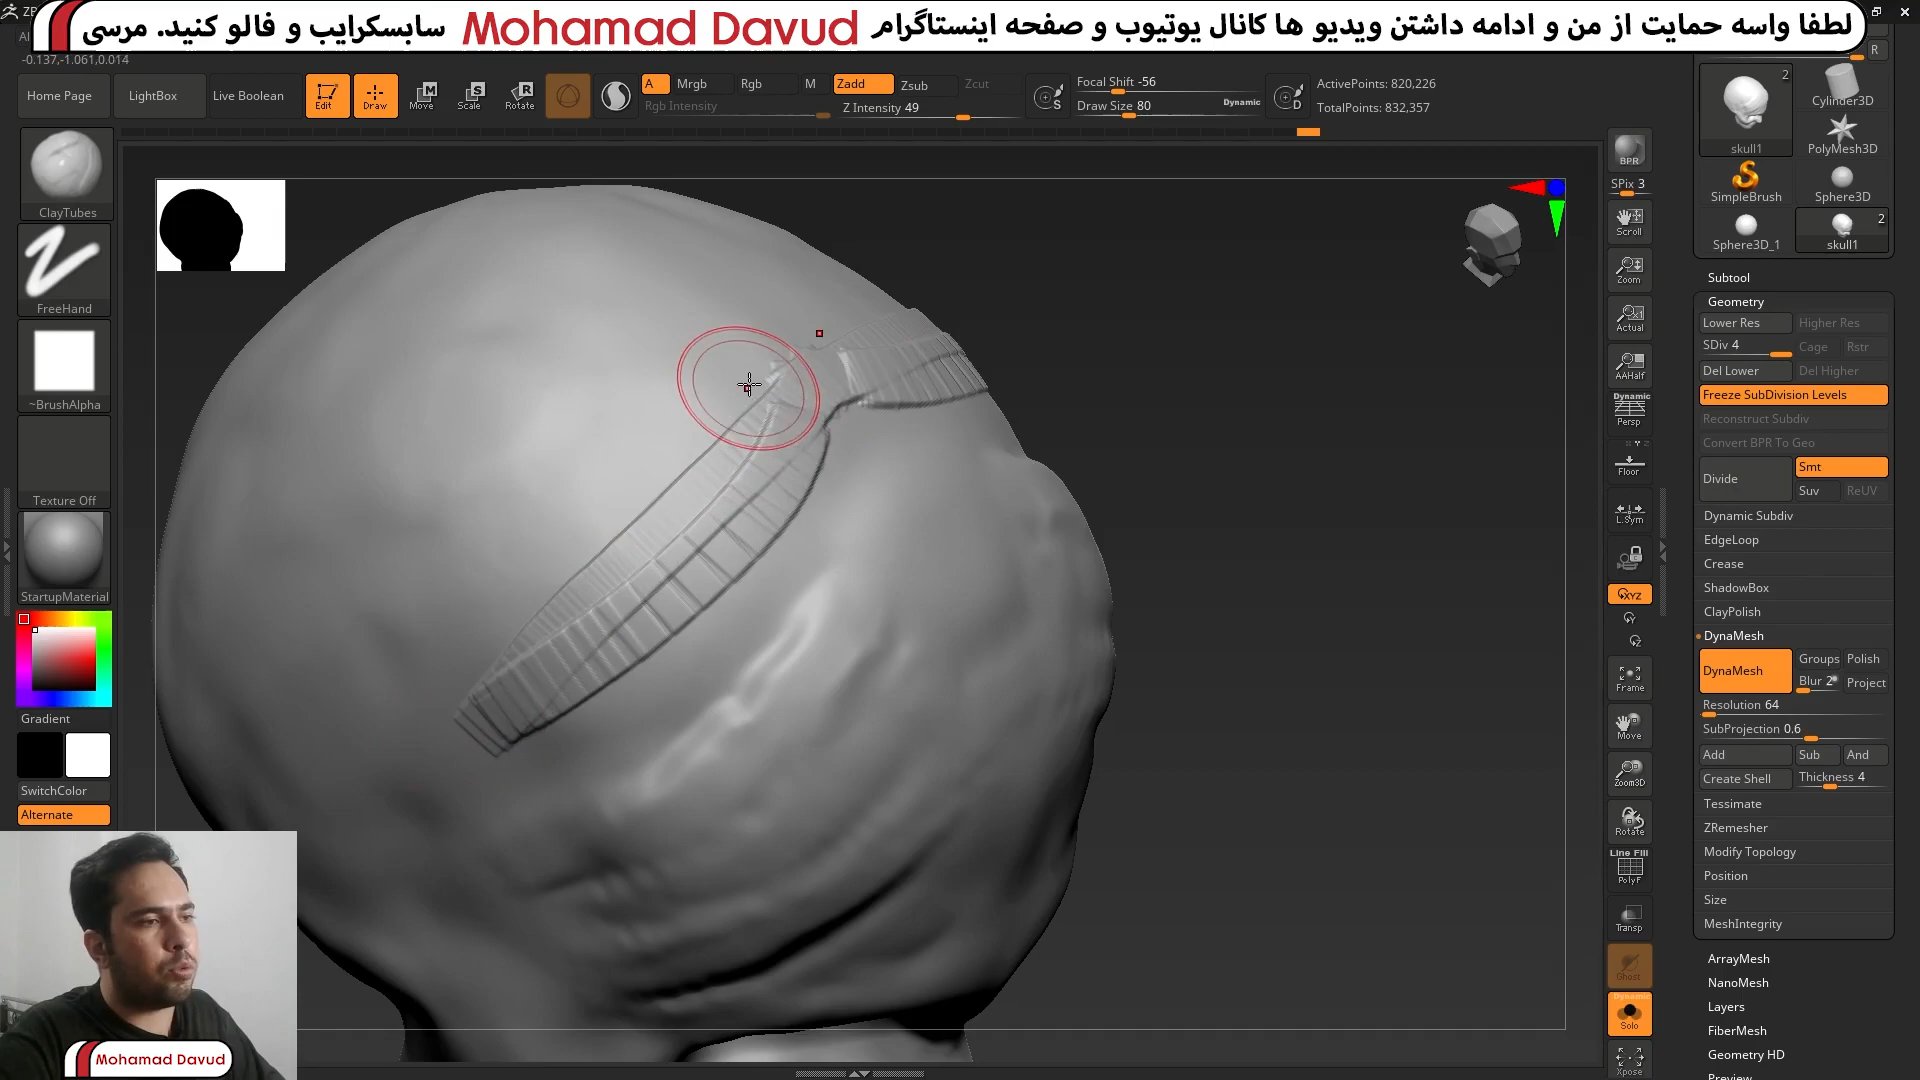 لطفا واسه حمایت از من و ادامه داشتن ویدیو ها کانال یوتیوب و صفحه اینستاگرام Mohamad Davud سابسکرایب و فالو کنید. مرسی
-0.137,-1.061,0.014
R
Home Page
LightBox
Live Boolean
Edit
Draw
Move
Scale
Rotate
A
Mrgb
Rgb
M
Rgb Intensity
Zadd
Zsub
Zcut
Z Intensity 49
S
Focal Shift -56
Draw Size 80
Dynamic
D
ActivePoints: 820,226
TotalPoints: 832,357
ClayTubes
FreeHand
~BrushAlpha
Texture Off
StartupMaterial
Gradient
SwitchColor
Alternate
Mohamad Davud
BPR
SPix 3
Scroll
Zoom
Actual
AAHalf
Dynamic
Persp
Floor
L.Sym
XYZ
Frame
Move
Zoom3D
Rotate
Line Fill
PolyF
Transp
Ghost
Dynamic
Solo
Xpose
2
skull1
Cylinder3D
PolyMesh3D
SimpleBrush
Sphere3D
Sphere3D_1
2
skull1
Subtool
Geometry
Lower Res
Higher Res
SDiv 4
Cage
Rstr
Del Lower
Del Higher
Freeze SubDivision Levels
Reconstruct Subdiv
Convert BPR To Geo
Divide
Smt
Suv
ReUV
Dynamic Subdiv
EdgeLoop
Crease
ShadowBox
ClayPolish
DynaMesh
DynaMesh
Groups
Polish
Blur 2
Project
Resolution 64
SubProjection 0.6
Add
Sub
And
Create Shell
Thickness 4
Tessimate
ZRemesher
Modify Topology
Position
Size
MeshIntegrity
ArrayMesh
NanoMesh
Layers
FiberMesh
Geometry HD
Preview